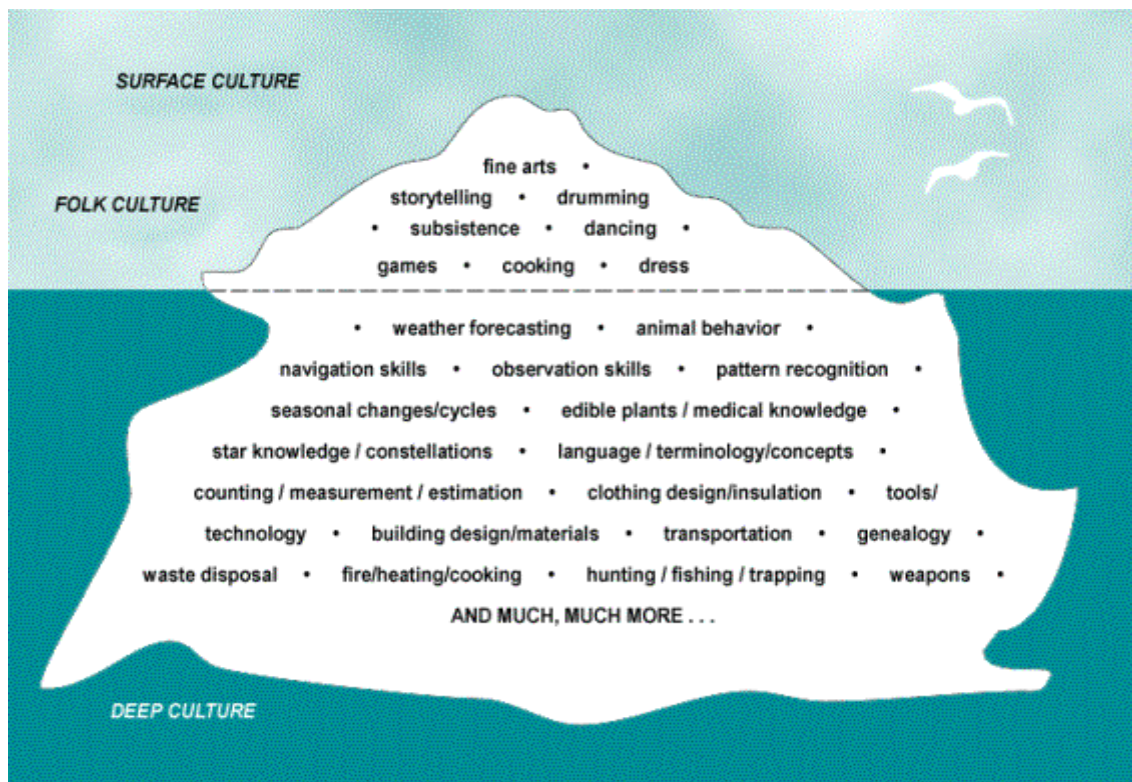 SURFACE CULTURE
fine arts •
FOLK CULTURE
storytelling • drumming
• subsistence • dancing •
games • cooking • dress
• weather forecasting • animal behavior •
navigation skills • observation skills • pattern recognition •
seasonal changes/cycles • edible plants / medical knowledge •
star knowledge / constellations • language / terminology/concepts •
counting / measurement / estimation • clothing design/insulation • tools/
technology • building design/materials • transportation • genealogy •
waste disposal • fire/heating/cooking • hunting / fishing / trapping • weapons •
AND MUCH, MUCH MORE . . .
DEEP CULTURE